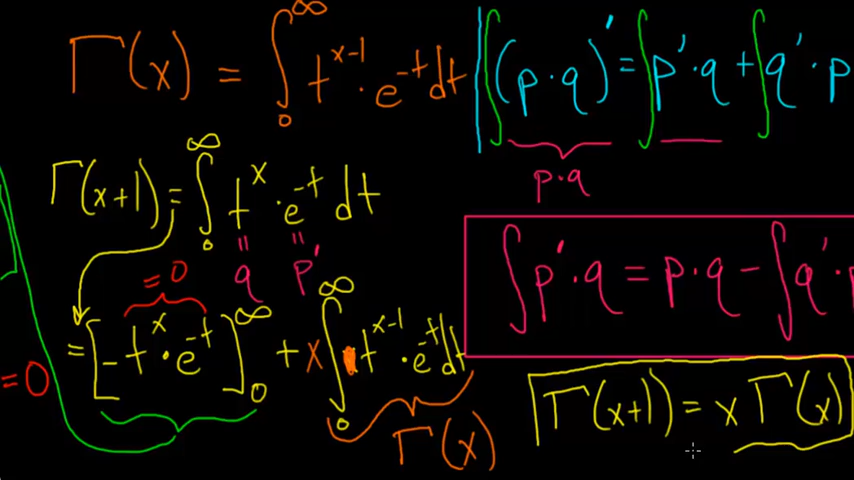 Γ(x) = ∫₀^∞ t^(x-1) · e^(-t) dt
∫(p·q)' = ∫p'·q + ∫q'·p
p·q
Γ(x+1) = ∫₀^∞ t^x · e^(-t) dt
= 0
q
" p'
∫p'·q = p·q - ∫q'·p
= [-t^x · e^(-t)]₀^∞ + x ∫₀^∞ t^(x-1) · e^(-t) dt
= 0
Γ(x)
Γ(x+1) = x Γ(x)